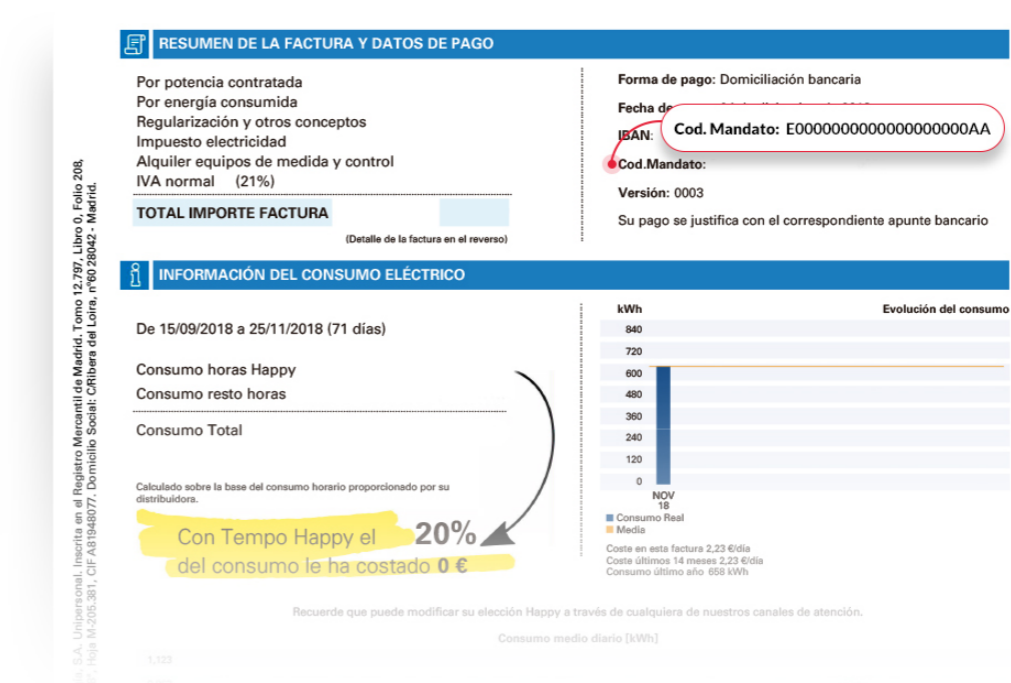 RESUMEN DE LA FACTURA Y DATOS DE PAGO
Por potencia contratada
Por energía consumida
Regularización y otros conceptos
Impuesto electricidad
Alquiler equipos de medida y control
IVA normal (21%)
TOTAL IMPORTE FACTURA
(Detalle de la factura en el reverso)
Forma de pago: Domiciliación bancaria
Fecha de
IBAN:
Cod. Mandato: E0000000000000000000AA
Cod.Mandato:
Versión: 0003
Su pago se justifica con el correspondiente apunte bancario
INFORMACIÓN DEL CONSUMO ELÉCTRICO
De 15/09/2018 a 25/11/2018 (71 días)
Consumo horas Happy
Consumo resto horas
Consumo Total
Calculado sobre la base del consumo horario proporcionado por su
distribuidora.
Con Tempo Happy el 20%
del consumo le ha costado 0 €
kWh
Evolución del consumo
840
720
600
480
360
240
120
0
NOV
18
Consumo Real
Media
Coste en esta factura 2,23 €/día
Coste últimos 14 meses 2,23 €/día
Consumo último año 658 kWh
Recuerde que puede modificar su elección Happy a través de cualquiera de nuestros canales de atención.
Consumo medio diario [kWh]
1,123
S.A. Unipersonal. Inscrita en el Registro Mercantil de Madrid. Tomo 12.797, Libro 0, Folio 208,
Hoja M-205.381, CIF A81948077. Domicilio Social: C/Ribera del Loira, nº60 28042 - Madrid.